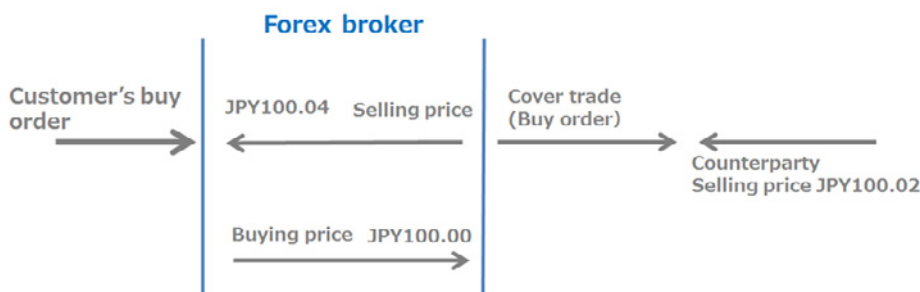 Forex broker
Customer's buy
order
JPY100.04 Selling price
Cover trade
(Buy order)
Counterparty
Selling price JPY100.02
Buying price JPY100.00